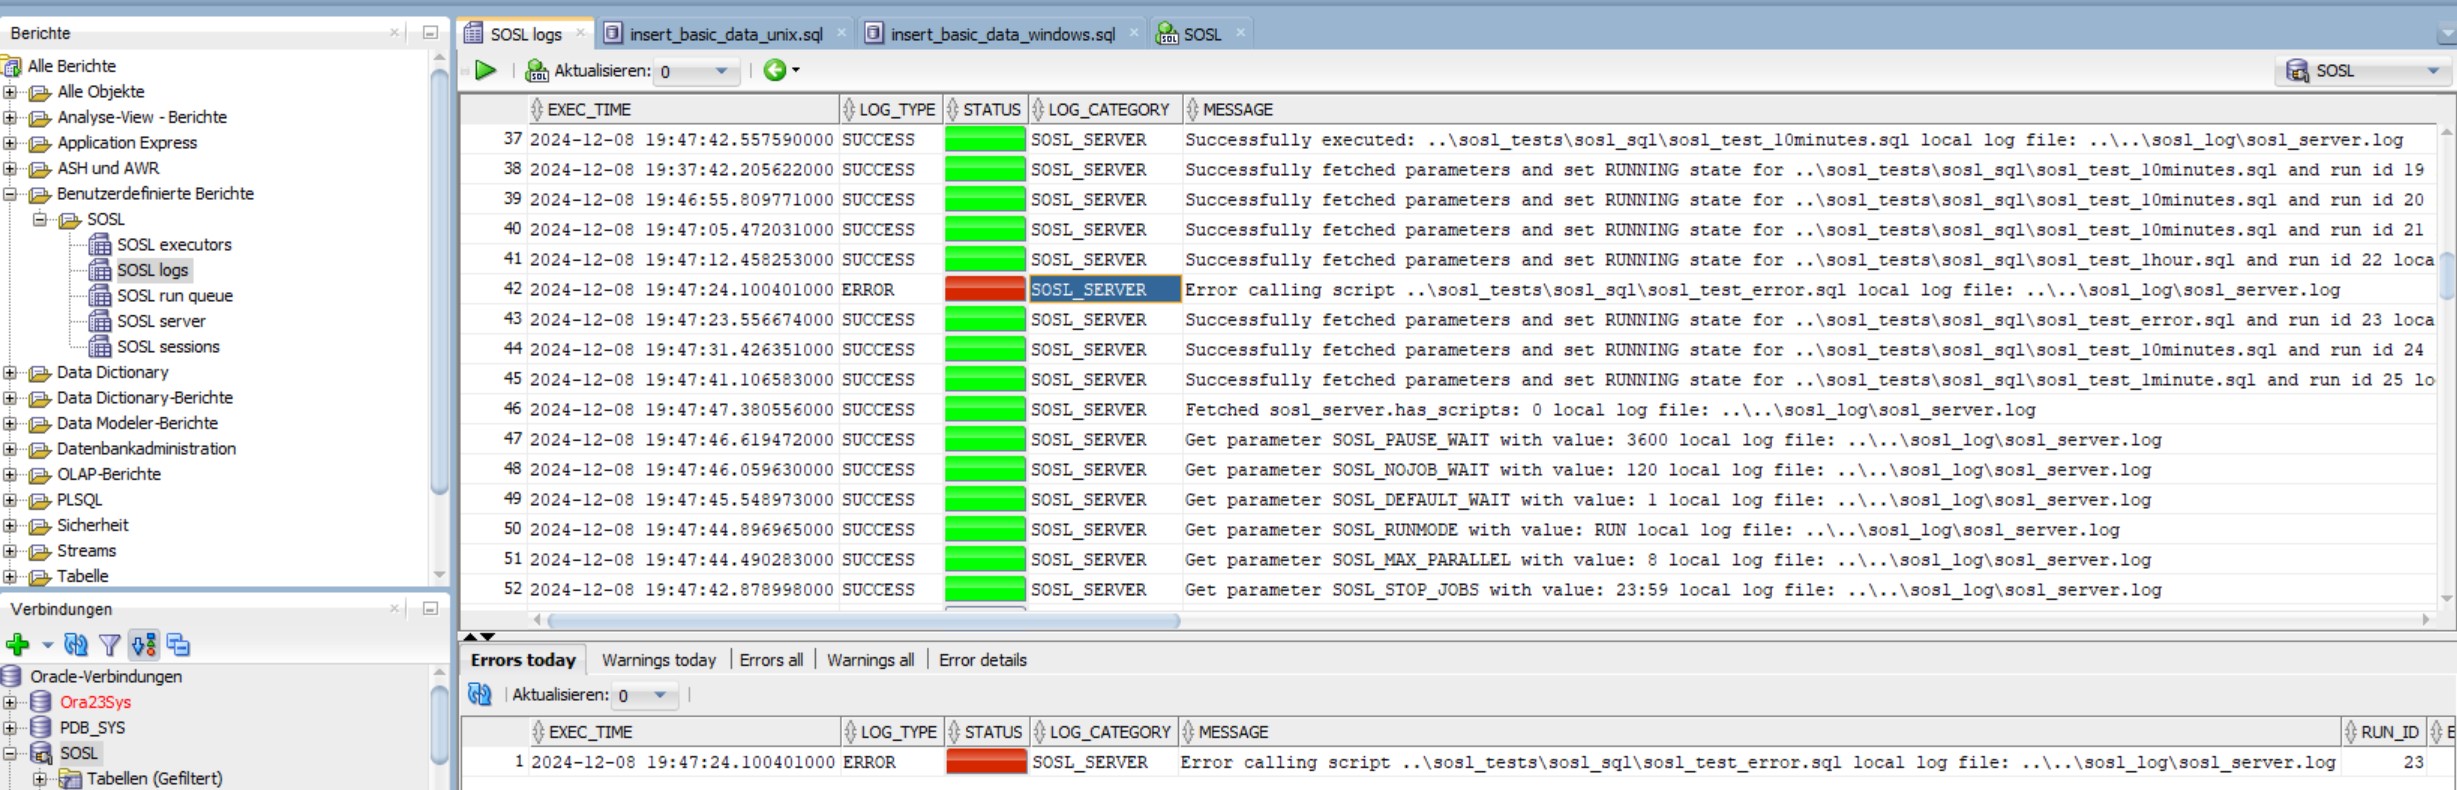 Berichte
Alle Berichte
Alle Objekte
Analyse-View - Berichte
Application Express
ASH und AWR
Benutzerdefinierte Berichte
SOSL
SOSL executors
SOSL logs
SOSL run queue
SOSL server
SOSL sessions
Data Dictionary
Data Dictionary-Berichte
Data Modeler-Berichte
Datenbankadministration
OLAP-Berichte
PLSQL
Sicherheit
Streams
Tabelle
Verbindungen
Oracle-Verbindungen
Ora23Sys
PDB_SYS
SOSL
Tabellen (Gefiltert)
SOSL logs insert_basic_data_unix.sql insert_basic_data_windows.sql SOSL
Aktualisieren: 0 SOSL
EXEC_TIME LOG_TYPE STATUS LOG_CATEGORY MESSAGE
37 2024-12-08 19:47:42.557590000 SUCCESS SOSL_SERVER Successfully executed: ..\sosl_tests\sosl_sql\sosl_test_10minutes.sql local log file: ..\..\sosl_log\sosl_server.log
38 2024-12-08 19:37:42.205622000 SUCCESS SOSL_SERVER Successfully fetched parameters and set RUNNING state for ..\sosl_tests\sosl_sql\sosl_test_10minutes.sql and run id 19
39 2024-12-08 19:46:55.809771000 SUCCESS SOSL_SERVER Successfully fetched parameters and set RUNNING state for ..\sosl_tests\sosl_sql\sosl_test_10minutes.sql and run id 20
40 2024-12-08 19:47:05.472031000 SUCCESS SOSL_SERVER Successfully fetched parameters and set RUNNING state for ..\sosl_tests\sosl_sql\sosl_test_10minutes.sql and run id 21
41 2024-12-08 19:47:12.458253000 SUCCESS SOSL_SERVER Successfully fetched parameters and set RUNNING state for ..\sosl_tests\sosl_sql\sosl_test_1hour.sql and run id 22 loca
42 2024-12-08 19:47:24.100401000 ERROR SOSL_SERVER Error calling script ..\sosl_tests\sosl_sql\sosl_test_error.sql local log file: ..\..\sosl_log\sosl_server.log
43 2024-12-08 19:47:23.556674000 SUCCESS SOSL_SERVER Successfully fetched parameters and set RUNNING state for ..\sosl_tests\sosl_sql\sosl_test_error.sql and run id 23 loca
44 2024-12-08 19:47:31.426351000 SUCCESS SOSL_SERVER Successfully fetched parameters and set RUNNING state for ..\sosl_tests\sosl_sql\sosl_test_10minutes.sql and run id 24
45 2024-12-08 19:47:41.106583000 SUCCESS SOSL_SERVER Successfully fetched parameters and set RUNNING state for ..\sosl_tests\sosl_sql\sosl_test_1minute.sql and run id 25 lo
46 2024-12-08 19:47:47.380556000 SUCCESS SOSL_SERVER Fetched sosl_server.has_scripts: 0 local log file: ..\..\sosl_log\sosl_server.log
47 2024-12-08 19:47:46.619472000 SUCCESS SOSL_SERVER Get parameter SOSL_PAUSE_WAIT with value: 3600 local log file: ..\..\sosl_log\sosl_server.log
48 2024-12-08 19:47:46.059630000 SUCCESS SOSL_SERVER Get parameter SOSL_NOJOB_WAIT with value: 120 local log file: ..\..\sosl_log\sosl_server.log
49 2024-12-08 19:47:45.548973000 SUCCESS SOSL_SERVER Get parameter SOSL_DEFAULT_WAIT with value: 1 local log file: ..\..\sosl_log\sosl_server.log
50 2024-12-08 19:47:44.896965000 SUCCESS SOSL_SERVER Get parameter SOSL_RUNMODE with value: RUN local log file: ..\..\sosl_log\sosl_server.log
51 2024-12-08 19:47:44.490283000 SUCCESS SOSL_SERVER Get parameter SOSL_MAX_PARALLEL with value: 8 local log file: ..\..\sosl_log\sosl_server.log
52 2024-12-08 19:47:42.878998000 SUCCESS SOSL_SERVER Get parameter SOSL_STOP_JOBS with value: 23:59 local log file: ..\..\sosl_log\sosl_server.log
Errors today Warnings today Errors all Warnings all Error details
Aktualisieren: 0
EXEC_TIME LOG_TYPE STATUS LOG_CATEGORY MESSAGE RUN_ID E
1 2024-12-08 19:47:24.100401000 ERROR SOSL_SERVER Error calling script ..\sosl_tests\sosl_sql\sosl_test_error.sql local log file: ..\..\sosl_log\sosl_server.log 23